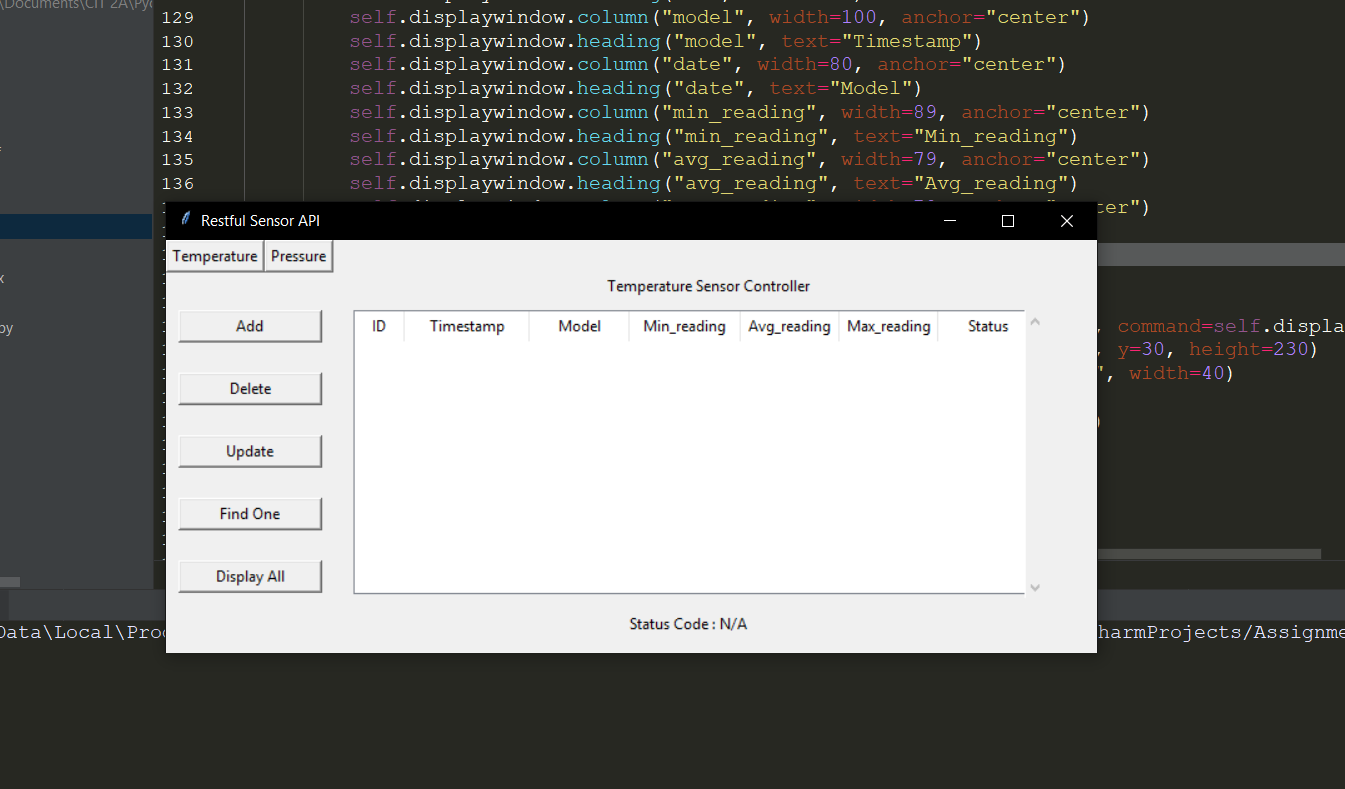 \Documents\CIT 2A\Pyc
129 self.displaywindow.column("model", width=100, anchor="center")
130 self.displaywindow.heading("model", text="Timestamp")
131 self.displaywindow.column("date", width=80, anchor="center")
132 self.displaywindow.heading("date", text="Model")
133 self.displaywindow.column("min_reading", width=89, anchor="center")
134 self.displaywindow.heading("min_reading", text="Min_reading")
135 self.displaywindow.column("avg_reading", width=79, anchor="center")
136 self.displaywindow.heading("avg_reading", text="Avg_reading")
ter")
Restful Sensor API
Temperature Pressure
Temperature Sensor Controller
Add
Delete
Update
Find One
Display All
ID Timestamp Model Min_reading Avg_reading Max_reading Status
Status Code : N/A
x
py
, command=self.displa
, y=30, height=230)
", width=40)
)
Data\Local\Pro
harmProjects/Assignme